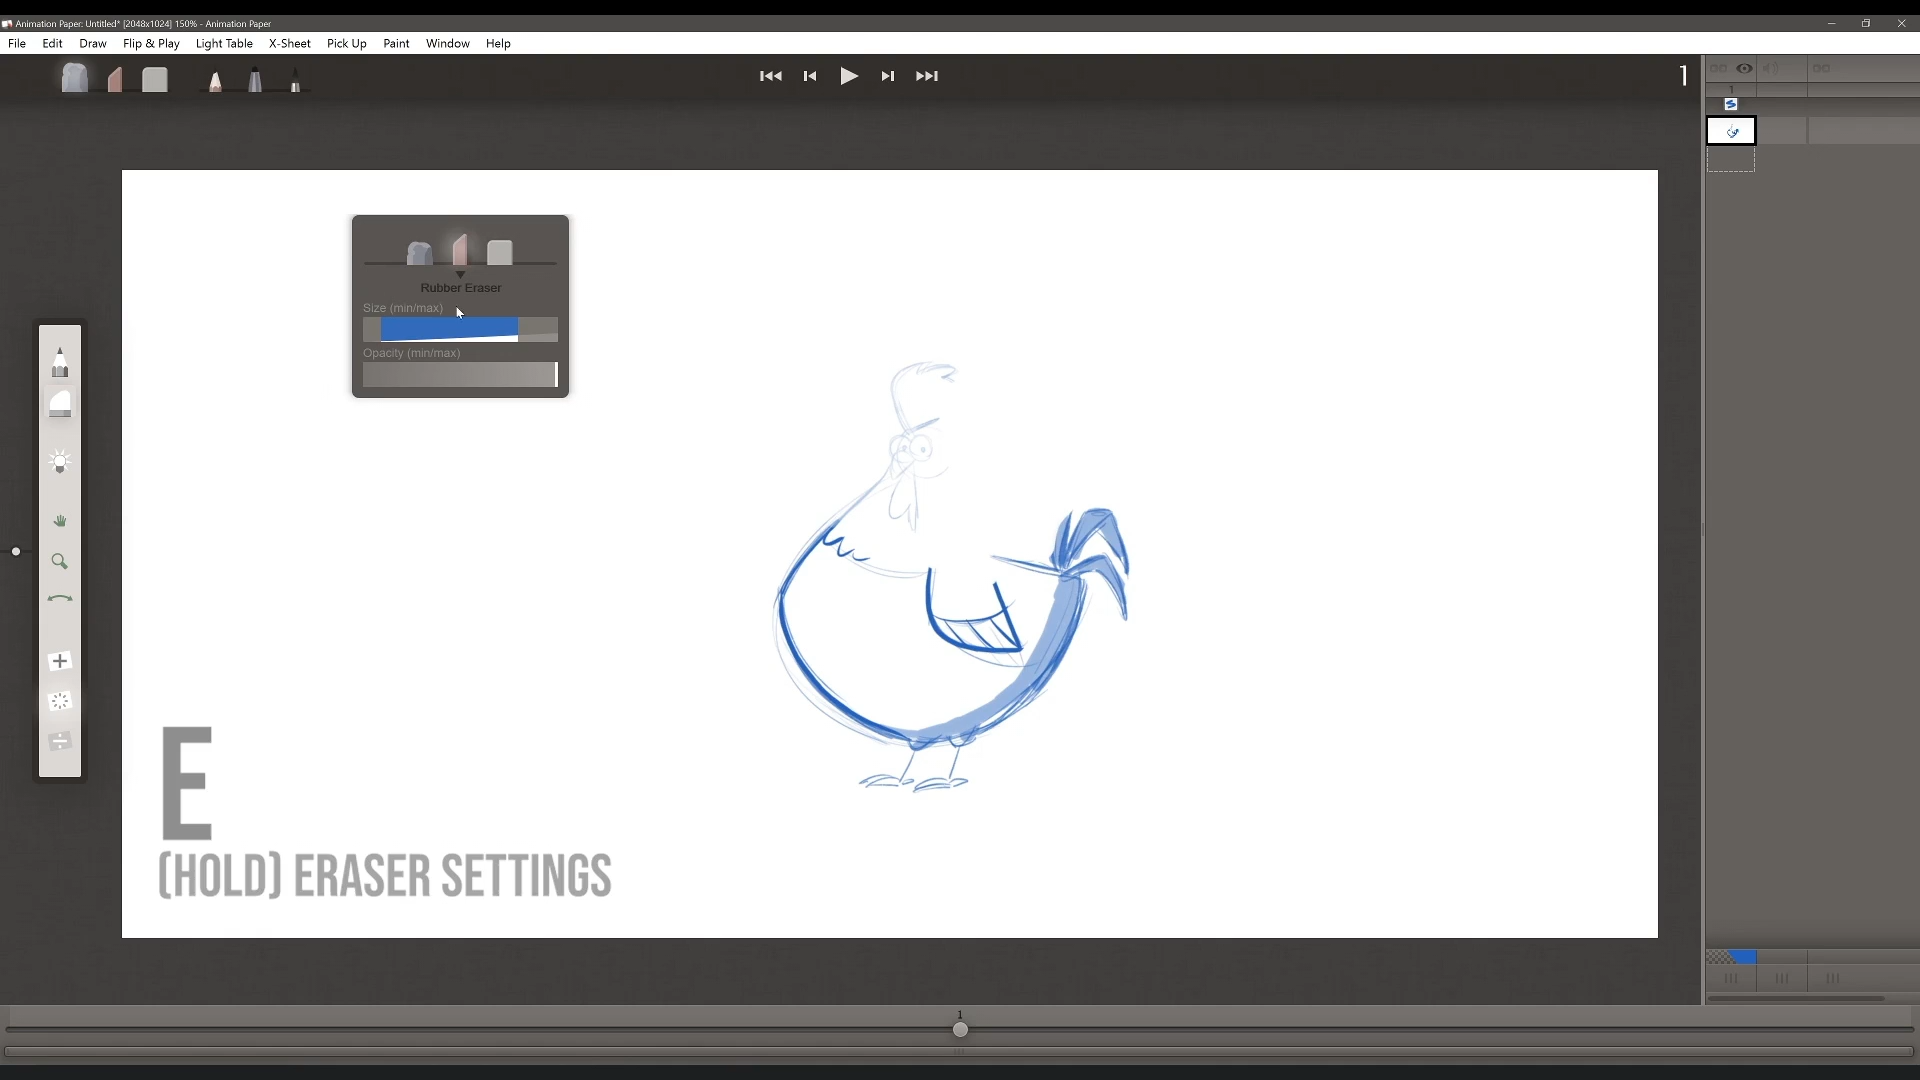 Animation Paper: Untitled* [2048x1024] 150% - Animation Paper
File Edit Draw Flip & Play Light Table X-Sheet Pick Up Paint Window Help
1
1
Rubber Eraser
Size (min/max)
Opacity (min/max)
E
(HOLD) ERASER SETTINGS
1